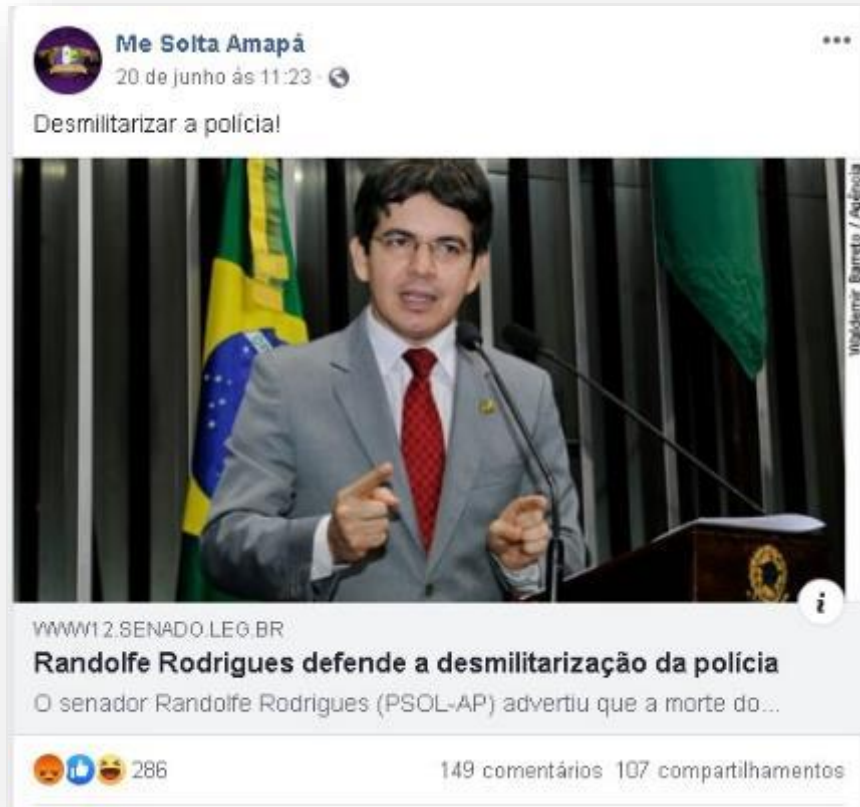 Me Solta Amapá
•••
20 de junho ás 11:23 ·
Desmilitarizar a polícia!
Waldemir Barreto / Agência
i
WWW12.SENADO.LEG.BR
Randolfe Rodrigues defende a desmilitarização da polícia
O senador Randolfe Rodrigues (PSOL-AP) advertiu que a morte do...
286
149 comentários 107 compartilhamentos